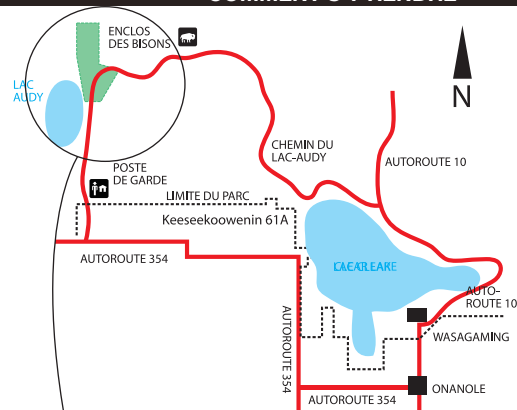 ENCLOS
DES BISONS
LAC
AUDY
N
CHEMIN DU
LAC-AUDY
AUTOROUTE 10
POSTE
DE GARDE
LIMITE DU PARC
Keeseekoowenin 61A
AUTOROUTE 354
AUTO-
ROUTE 10
WASAGAMING
AUTOROUTE 354
ONANOLE
AUTOROUTE 354